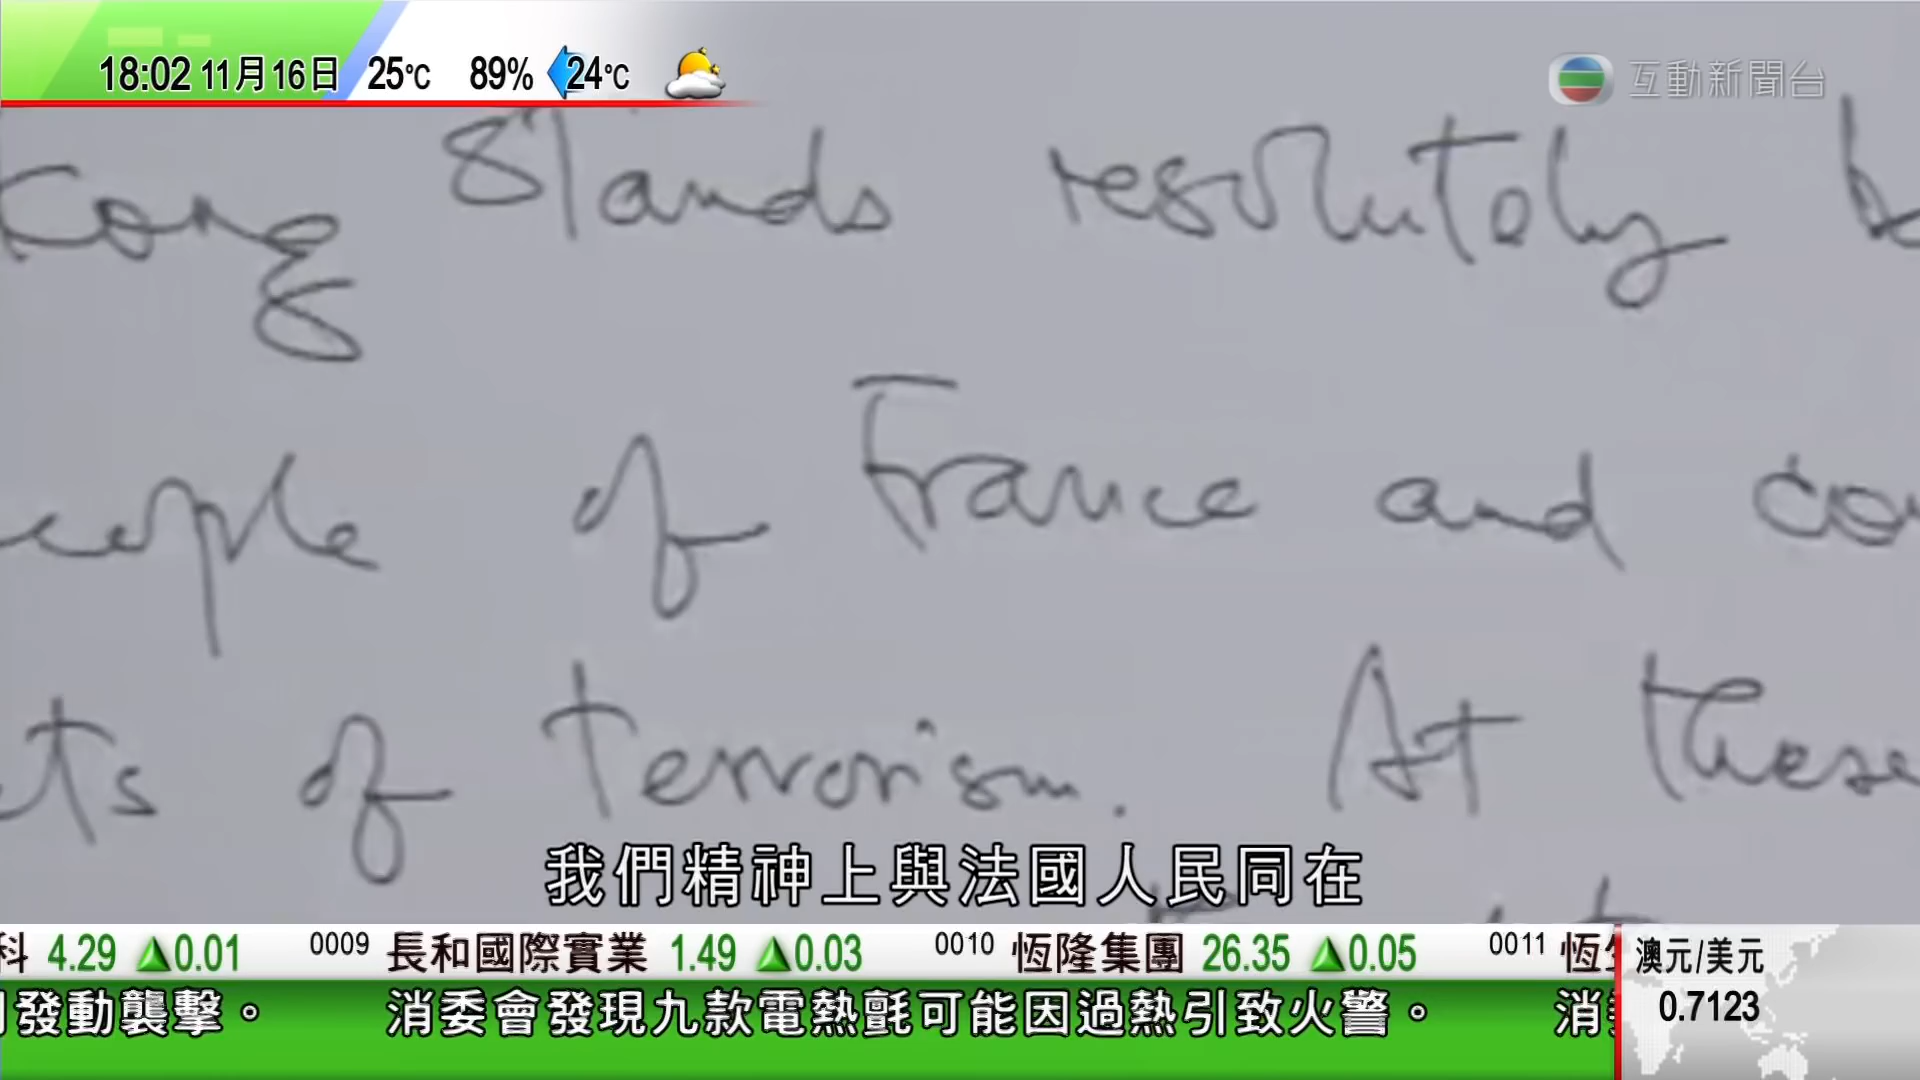 18:02 11月16日 25℃ 89% 24℃
互動新聞台
Kong stands resolutely
of France and
of terrorism. At these
我們精神上與法國人民同在
科 4.29 ▲0.01 0009 長和國際實業 1.49 ▲0.03 0010 恆隆集團 26.35 ▲0.05 0011 恆
發動襲擊。 消委會發現九款電熱氈可能因過熱引致火警。 消
澳元/美元
0.7123